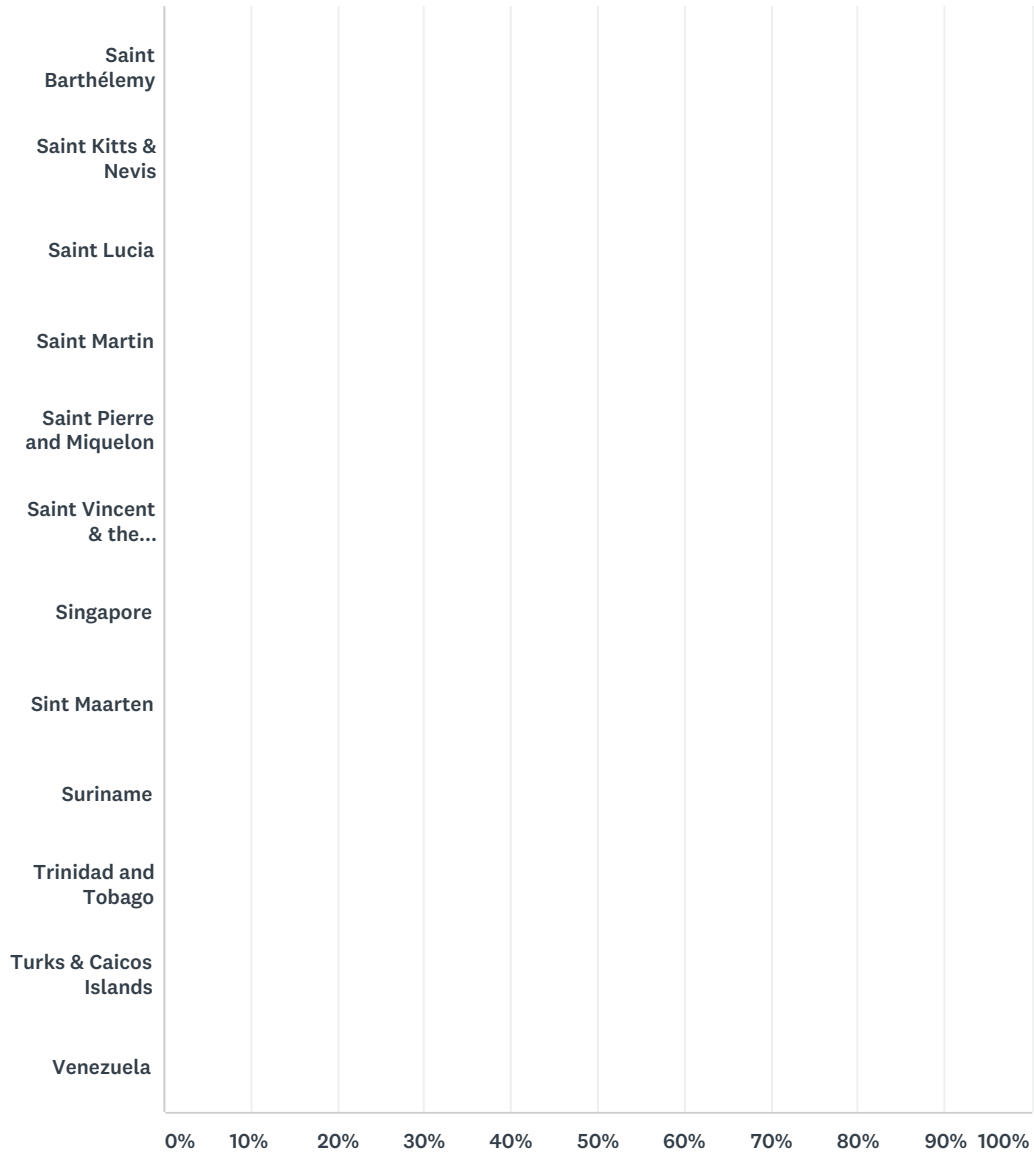 Saint
Barthélemy
Saint Kitts &
Nevis
Saint Lucia
Saint Martin
Saint Pierre
and Miquelon
Saint Vincent
& the...
Singapore
Sint Maarten
Suriname
Trinidad and
Tobago
Turks & Caicos
Islands
Venezuela
0% 10% 20% 30% 40% 50% 60% 70% 80% 90% 100%